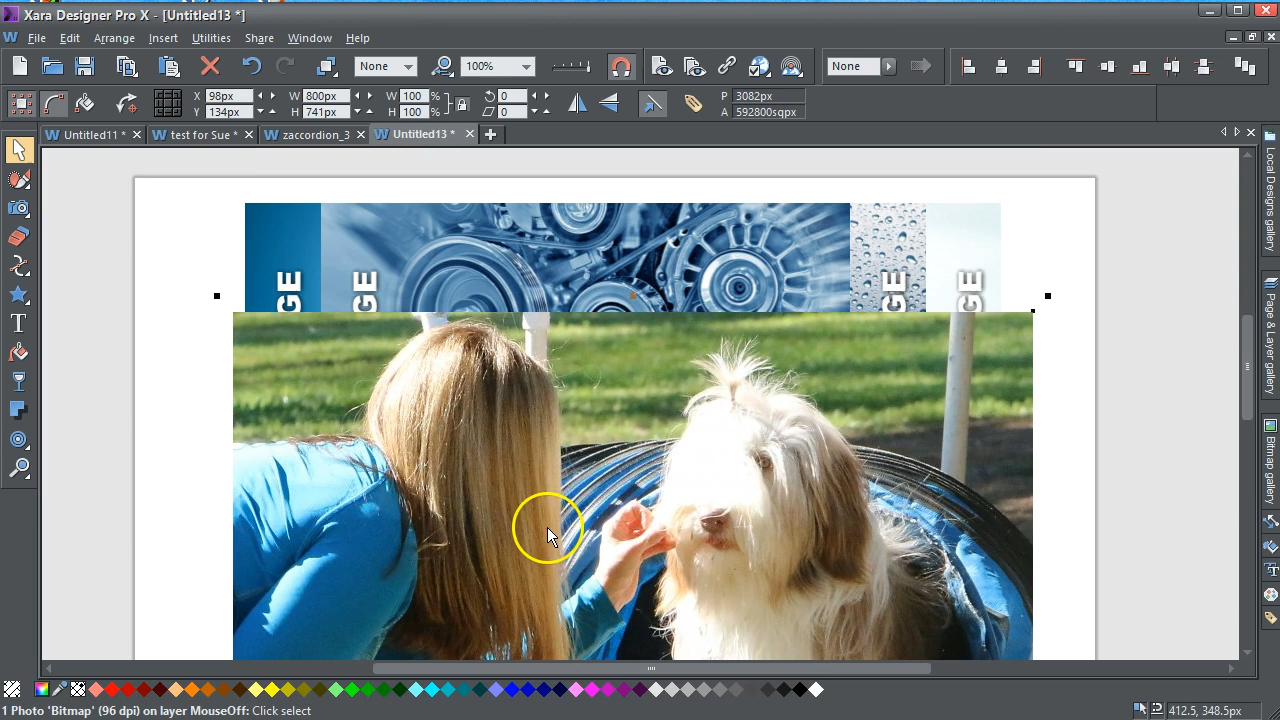 Xara Designer Pro X - [Untitled13 *]
File Edit Arrange Insert Utilities Share Window Help
None 100% None
X 98px W 800px W 100 % 0 P 3082px
Y 134px H 741px H 100 % 0 A 592800sqpx
Untitled11 * test for Sue * zaccordion_3 Untitled13 *
GE GE GE GE
Local Designs gallery
Page & Layer gallery
Bitmap gallery
1 Photo 'Bitmap' (96 dpi) on layer MouseOff: Click select 412.5, 348.5px